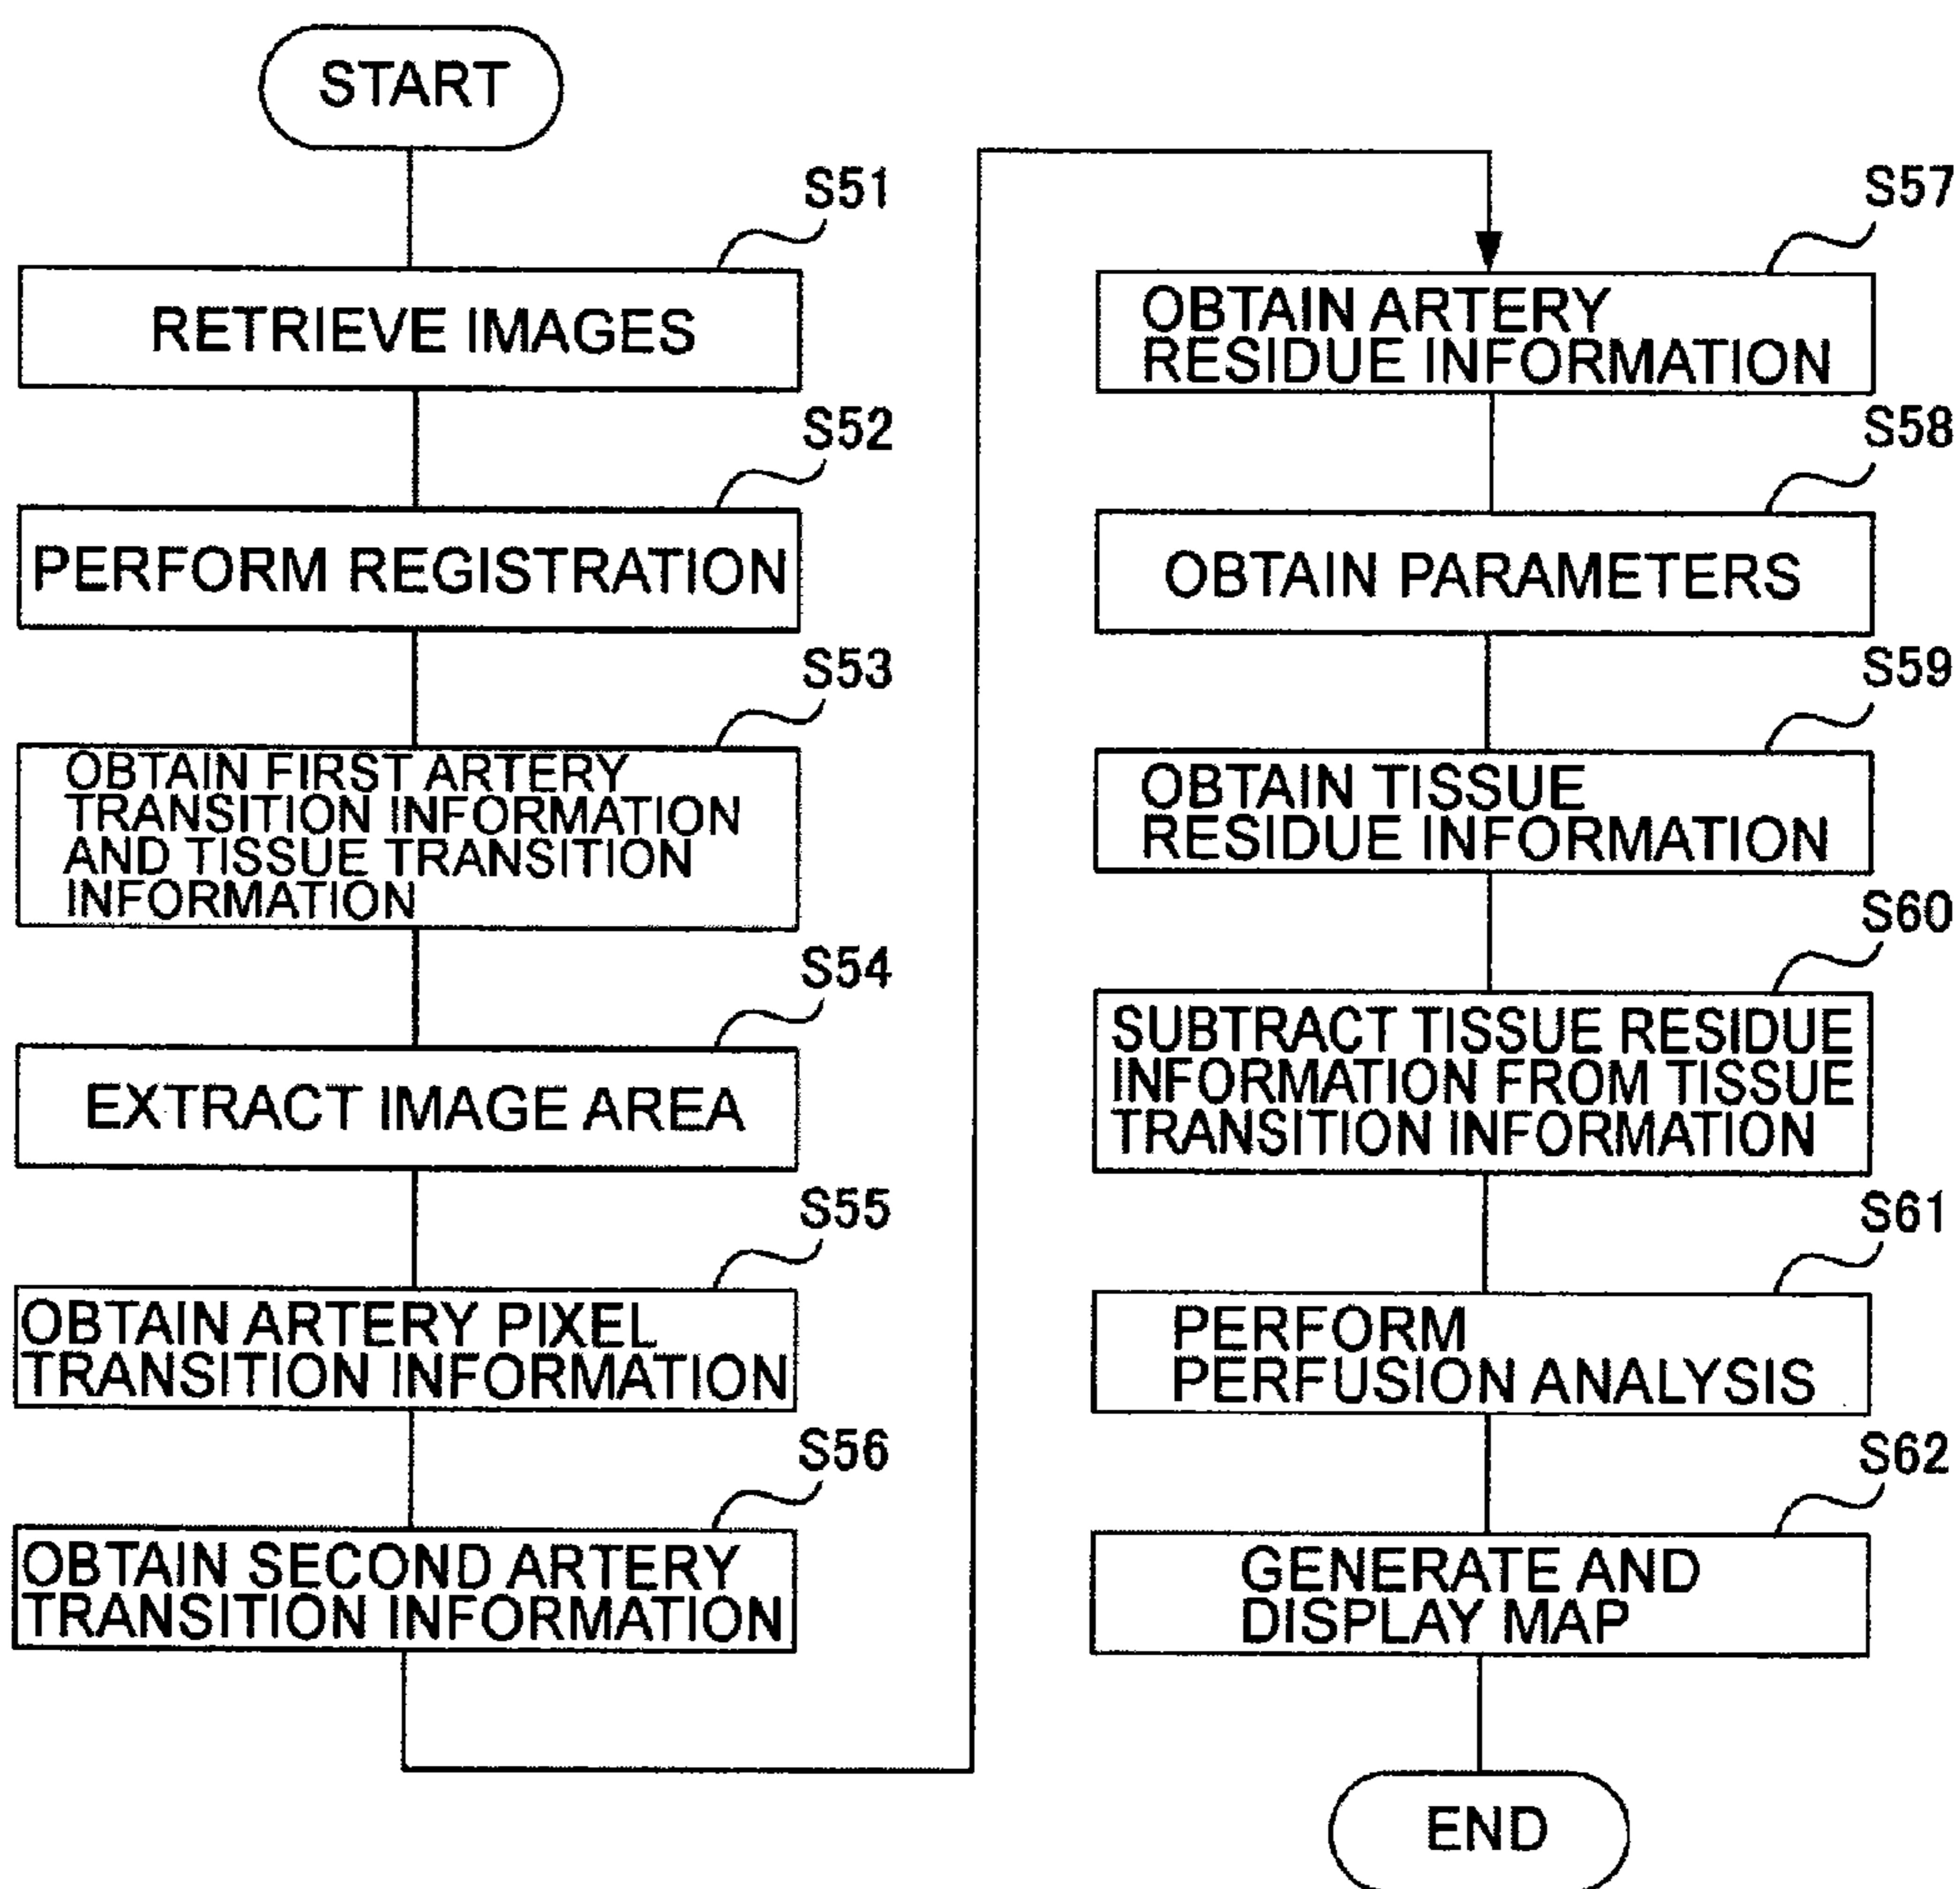 START
S51
RETRIEVE IMAGES
S52
PERFORM REGISTRATION
S53
OBTAIN FIRST ARTERY
TRANSITION INFORMATION
AND TISSUE TRANSITION
INFORMATION
S54
EXTRACT IMAGE AREA
S55
OBTAIN ARTERY PIXEL
TRANSITION INFORMATION
S56
OBTAIN SECOND ARTERY
TRANSITION INFORMATION
S57
OBTAIN ARTERY
RESIDUE INFORMATION
S58
OBTAIN PARAMETERS
S59
OBTAIN TISSUE
RESIDUE INFORMATION
S60
SUBTRACT TISSUE RESIDUE
INFORMATION FROM TISSUE
TRANSITION INFORMATION
S61
PERFORM
PERFUSION ANALYSIS
S62
GENERATE AND
DISPLAY MAP
END